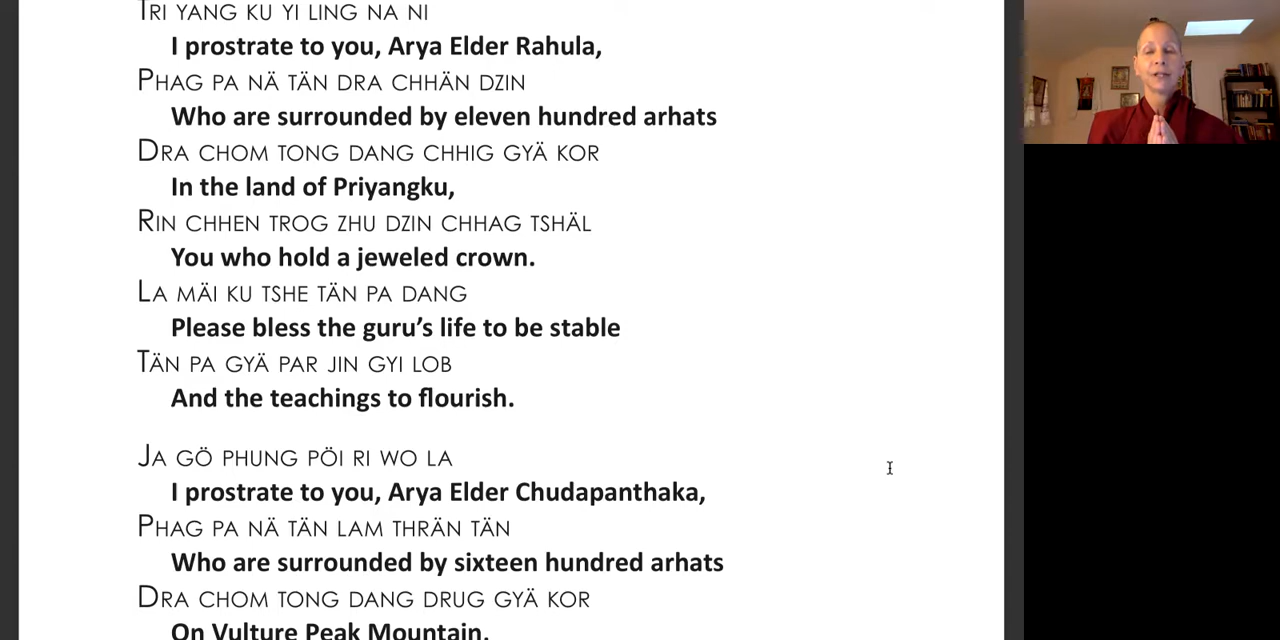 TRI YANG KU YI LING NA NI
I prostrate to you, Arya Elder Rahula,
PHAG PA NÄ TÄN DRA CHHÄN DZIN
Who are surrounded by eleven hundred arhats
DRA CHOM TONG DANG CHHIG GYÄ KOR
In the land of Priyangku,
RIN CHHEN TROG ZHU DZIN CHHAG TSHÄL
You who hold a jeweled crown.
LA MÄI KU TSHE TÄN PA DANG
Please bless the guru’s life to be stable
TÄN PA GYÄ PAR JIN GYI LOB
And the teachings to flourish.
JA GÖ PHUNG PÖI RI WO LA
I prostrate to you, Arya Elder Chudapanthaka,
PHAG PA NÄ TÄN LAM THRÄN TÄN
Who are surrounded by sixteen hundred arhats
DRA CHOM TONG DANG DRUG GYÄ KOR
On Vulture Peak Mountain,